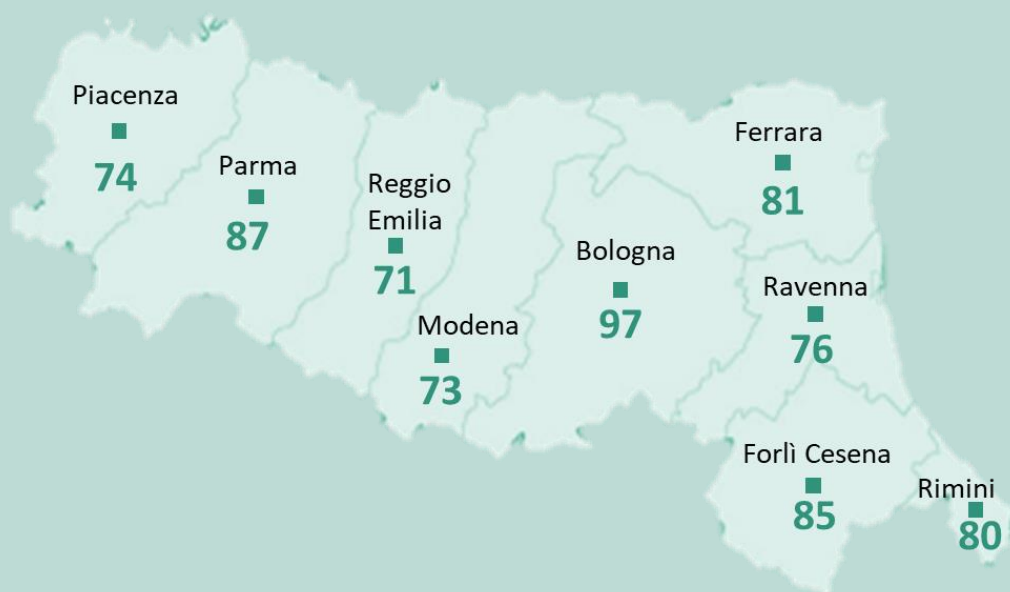 Piacenza
74
Parma
87
Reggio
Emilia
71
Modena
73
Bologna
97
Ferrara
81
Ravenna
76
Forlì Cesena
85
Rimini
80